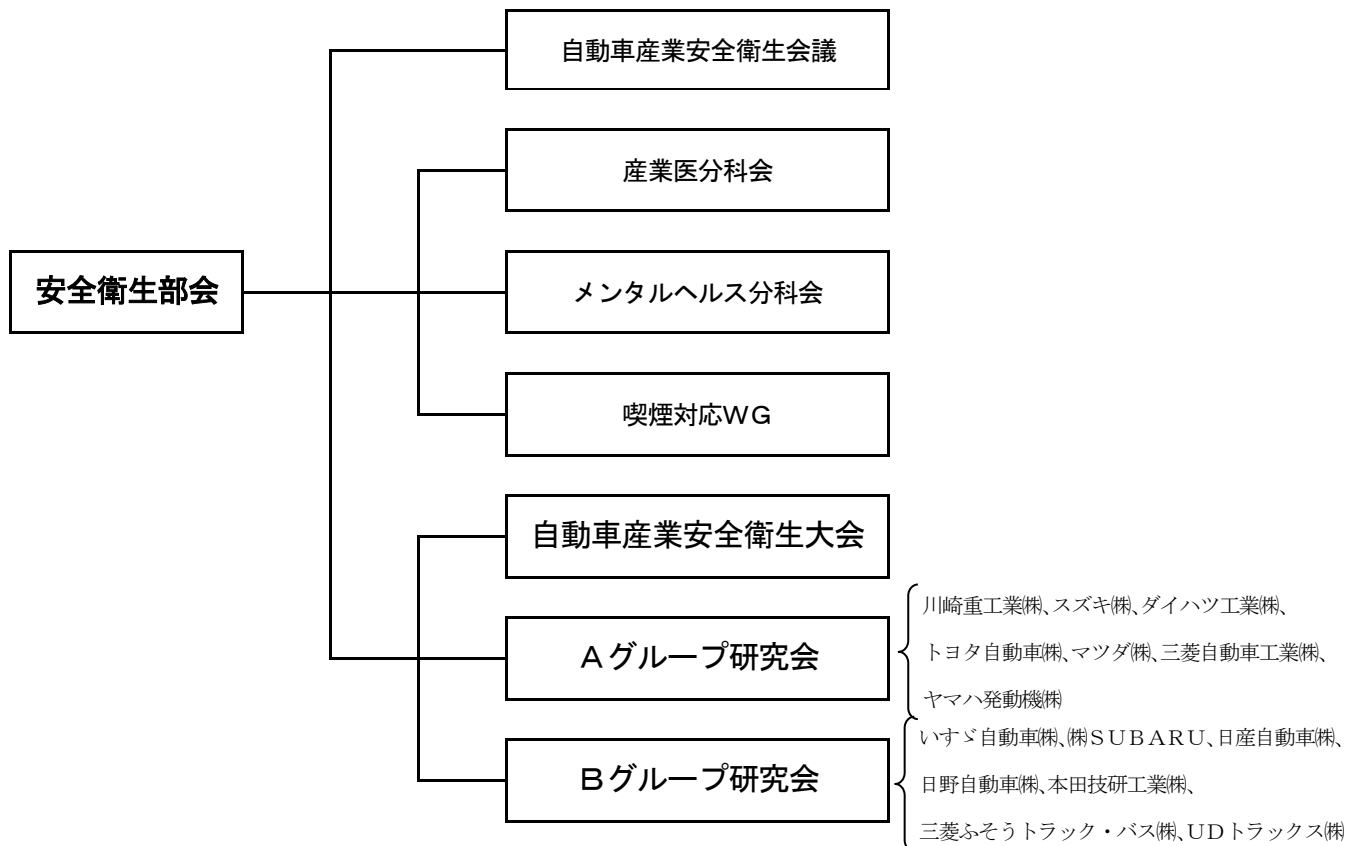 自動車産業安全衛生会議
産業医分科会
安全衛生部会
メンタルヘルス分科会
喫煙対応ＷＧ
自動車産業安全衛生大会
Ａグループ研究会
川崎重工業㈱、スズキ㈱、ダイハツ工業㈱、
トヨタ自動車㈱、マツダ㈱、三菱自動車工業㈱、
ヤマハ発動機㈱
Ｂグループ研究会
いすゞ自動車㈱、㈱ＳＵＢＡＲＵ、日産自動車㈱、
日野自動車㈱、本田技研工業㈱、
三菱ふそうトラック・バス㈱、ＵＤトラックス㈱